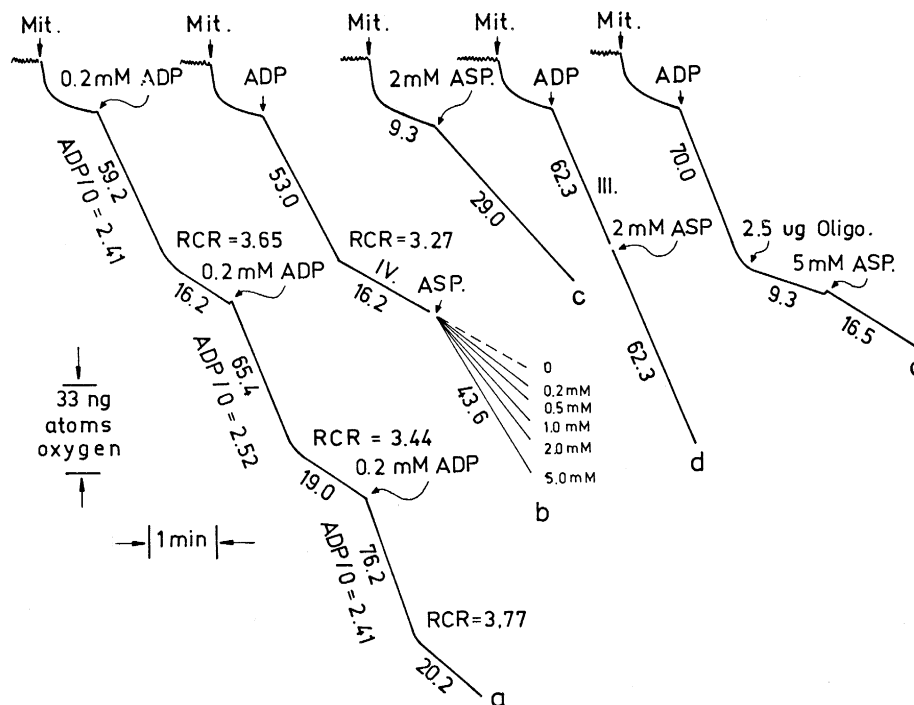 Mit.
Mit.
Mit.
Mit.
Mit.
0.2 mM ADP
ADP
2mM ASP.
ADP
ADP
59.2
ADP/O = 2.41
53.0
9.3
29.0
62.3
III.
70.0
RCR = 3.65
0.2 mM ADP
16.2
RCR = 3.27
IV.
16.2
ASP.
c
2 mM ASP
2.5 ug Oligo.
5 mM ASP.
9.3
16.5
65.4
ADP/O = 2.52
43.6
0
0.2 mM
0.5 mM
1.0 mM
2.0 mM
5.0 mM
b
62.3
d
33 ng
atoms
oxygen
RCR = 3.44
0.2 mM ADP
19.0
1 min
76.2
ADP/O = 2.41
RCR = 3,77
20.2
a